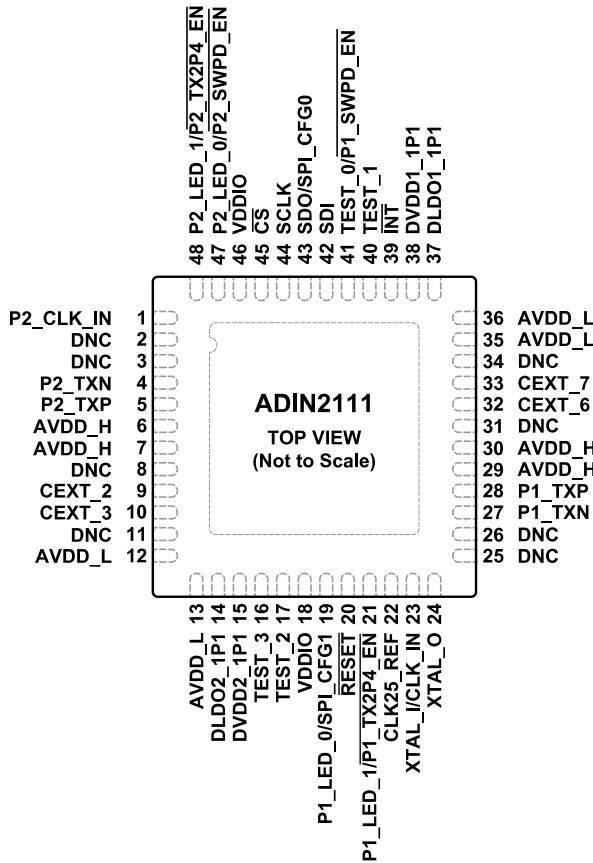 48 P2_LED_1/P2_TX2P4_EN
47 P2_LED_0/P2_SWPD_EN
46 VDDIO
45 CS
44 SCLK
43 SDO/SPI_CFG0
42 SDI
41 TEST_0/P1_SWPD_EN
40 TEST_1
39 INT
38 DVDD1_1P1
37 DLDO1_1P1
P2_CLK_IN 1
DNC 2
DNC 3
P2_TXN 4
P2_TXP 5
AVDD_H 6
AVDD_H 7
DNC 8
CEXT_2 9
CEXT_3 10
DNC 11
AVDD_L 12
ADIN2111
TOP VIEW
(Not to Scale)
36 AVDD_L
35 AVDD_L
34 DNC
33 CEXT_7
32 CEXT_6
31 DNC
30 AVDD_H
29 AVDD_H
28 P1_TXP
27 P1_TXN
26 DNC
25 DNC
AVDD_L 13
DLDO2_1P1 14
DVDD2_1P1 15
TEST_3 16
TEST_2 17
VDDIO 18
P1_LED_0/SPI_CFG1 19
RESET 20
P1_LED_1/P1_TX2P4_EN 21
CLK25_REF 22
XTAL_I/CLK_IN 23
XTAL_O 24